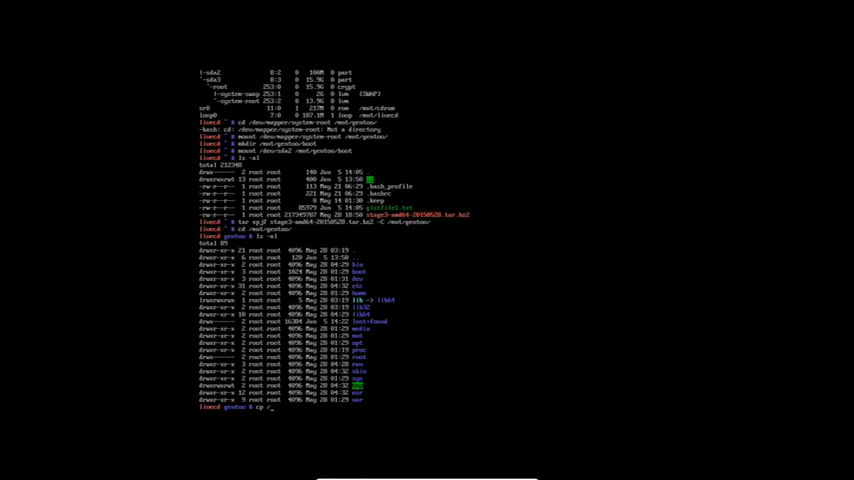 |-sda2 8:2 0 100M 0 part
`-sda3 8:3 0 15.9G 0 part
`-root 253:0 0 15.9G 0 crypt
|-system-swap 253:1 0 2G 0 lvm [SWAP]
`-system-root 253:2 0 13.9G 0 lvm
sr0 11:0 1 217M 0 rom /mnt/cdrom
loop0 7:0 0 187.1M 1 loop /mnt/livecd
livecd ~ # cd /dev/mapper/system-root /mnt/gentoo/
-bash: cd: /dev/mapper/system-root: Not a directory
livecd ~ # mount /dev/mapper/system-root /mnt/gentoo/
livecd ~ # mkdir /mnt/gentoo/boot
livecd ~ # mount /dev/sda2 /mnt/gentoo/boot
livecd ~ # ls -al
total 212348
drwx------ 2 root root 140 Jun 5 14:05 .
drwxrwxrwt 13 root root 400 Jun 5 13:50 ..
-rw-r--r-- 1 root root 113 May 21 06:29 .bash_profile
-rw-r--r-- 1 root root 221 May 21 06:29 .bashrc
-rw-r--r-- 1 root root 0 May 14 01:30 .keep
-rw-r--r-- 1 root root 85979 Jun 5 14:05 gistfile1.txt
-rw-r--r-- 1 root root 217349787 May 28 18:50 stage3-amd64-20150528.tar.bz2
livecd ~ # tar xpjf stage3-amd64-20150528.tar.bz2 -C /mnt/gentoo/
livecd ~ # cd /mnt/gentoo/
livecd gentoo # ls -al
total 89
drwxr-xr-x 21 root root 4096 May 28 03:19 .
drwxr-xr-x 6 root root 120 Jun 5 13:50 ..
drwxr-xr-x 2 root root 4096 May 28 04:29 bin
drwxr-xr-x 3 root root 1024 May 28 01:29 boot
drwxr-xr-x 3 root root 4096 May 28 01:31 dev
drwxr-xr-x 31 root root 4096 May 28 04:32 etc
drwxr-xr-x 2 root root 4096 May 28 01:29 home
lrwxrwxrwx 1 root root 5 May 28 03:19 lib -> lib64
drwxr-xr-x 2 root root 4096 May 28 03:19 lib32
drwxr-xr-x 10 root root 4096 May 28 04:29 lib64
drwx------ 2 root root 16384 Jun 5 14:22 lost+found
drwxr-xr-x 2 root root 4096 May 28 01:29 media
drwxr-xr-x 2 root root 4096 May 28 01:29 mnt
drwxr-xr-x 2 root root 4096 May 28 01:29 opt
drwxr-xr-x 2 root root 4096 May 28 01:19 proc
drwx------ 2 root root 4096 May 28 01:29 root
drwxr-xr-x 3 root root 4096 May 28 04:28 run
drwxr-xr-x 2 root root 4096 May 28 04:32 sbin
drwxr-xr-x 2 root root 4096 May 28 01:29 sys
drwxrwxrwt 2 root root 4096 May 28 04:32 tmp
drwxr-xr-x 12 root root 4096 May 28 04:32 usr
drwxr-xr-x 9 root root 4096 May 28 01:29 var
livecd gentoo # cp /_